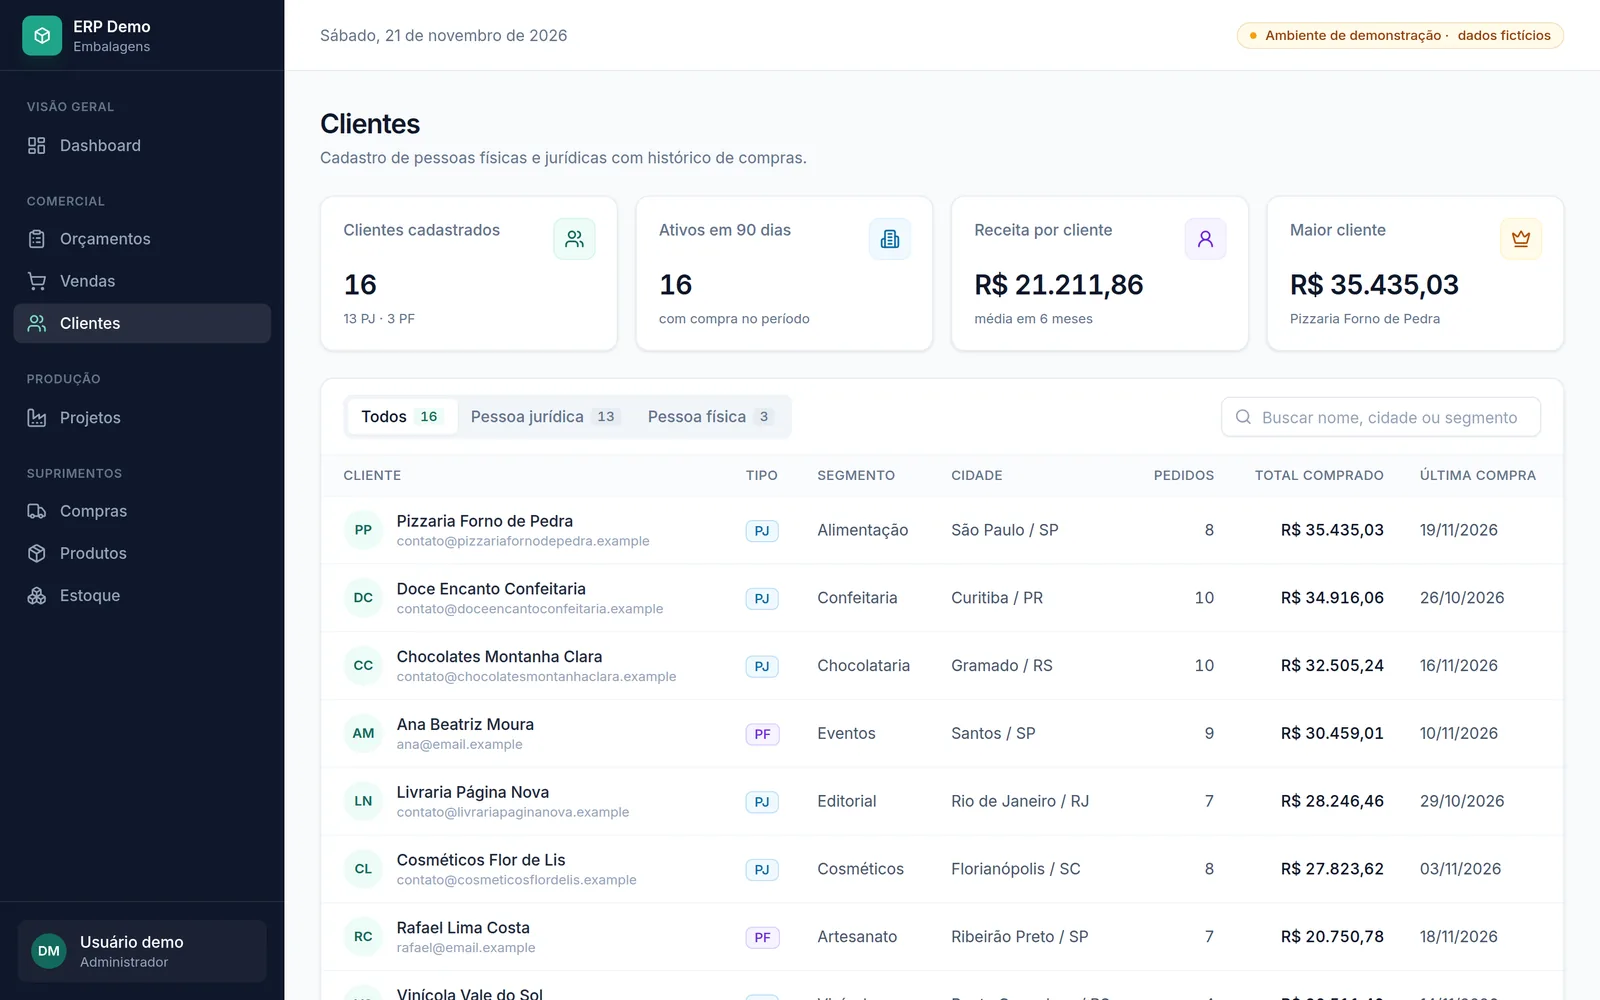 ERP Demo
Embalagens
VISÃO GERAL
Dashboard
COMERCIAL
Orçamentos
Vendas
Clientes
PRODUÇÃO
Projetos
SUPRIMENTOS
Compras
Produtos
Estoque
DM
Usuário demo
Administrador
Sábado, 21 de novembro de 2026
Ambiente de demonstração · dados fictícios
Clientes
Cadastro de pessoas físicas e jurídicas com histórico de compras.
Clientes cadastrados
16
13 PJ · 3 PF
Ativos em 90 dias
16
com compra no período
Receita por cliente
R$ 21.211,86
média em 6 meses
Maior cliente
R$ 35.435,03
Pizzaria Forno de Pedra
Todos 16 Pessoa jurídica 13 Pessoa física 3
Buscar nome, cidade ou segmento
CLIENTE TIPO SEGMENTO CIDADE PEDIDOS TOTAL COMPRADO ÚLTIMA COMPRA
PP Pizzaria Forno de Pedra PJ Alimentação São Paulo / SP 8 R$ 35.435,03 19/11/2026
contato@pizzariafornodepedra.example
DC Doce Encanto Confeitaria PJ Confeitaria Curitiba / PR 10 R$ 34.916,06 26/10/2026
contato@doceencantoconfeitaria.example
CC Chocolates Montanha Clara PJ Chocolataria Gramado / RS 10 R$ 32.505,24 16/11/2026
contato@chocolatesmontanhaclara.example
AM Ana Beatriz Moura PF Eventos Santos / SP 9 R$ 30.459,01 10/11/2026
ana@email.example
LN Livraria Página Nova PJ Editorial Rio de Janeiro / RJ 7 R$ 28.246,46 29/10/2026
contato@livrariapaginanova.example
CL Cosméticos Flor de Lis PJ Cosméticos Florianópolis / SC 8 R$ 27.823,62 03/11/2026
contato@cosmeticosflordelis.example
RC Rafael Lima Costa PF Artesanato Ribeirão Preto / SP 7 R$ 20.750,78 18/11/2026
rafael@email.example
Vinícola Vale do Sol